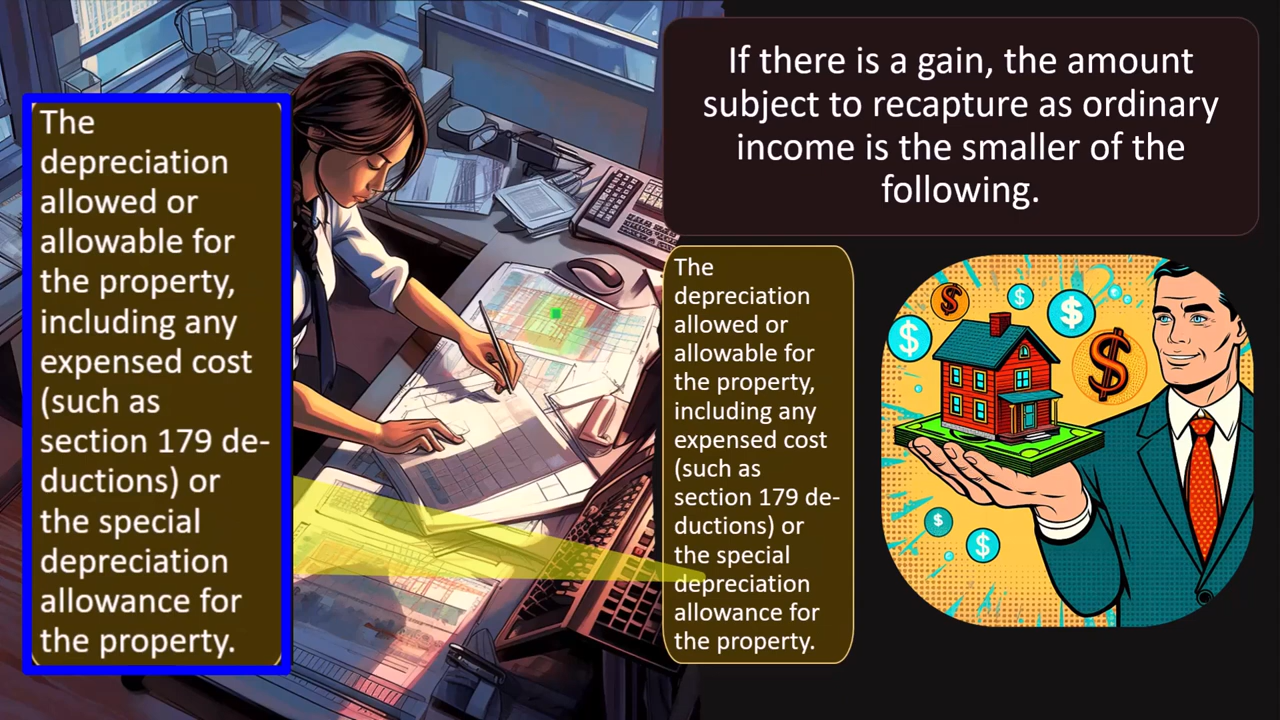 The
depreciation
allowed or
allowable for
the property,
including any
expensed cost
(such as
section 179 de-
ductions) or
the special
depreciation
allowance for
the property.
If there is a gain, the amount
subject to recapture as ordinary
income is the smaller of the
following.
The
depreciation
allowed or
allowable for
the property,
including any
expensed cost
(such as
section 179 de-
ductions) or
the special
depreciation
allowance for
the property.
$
$
$
$
$
$